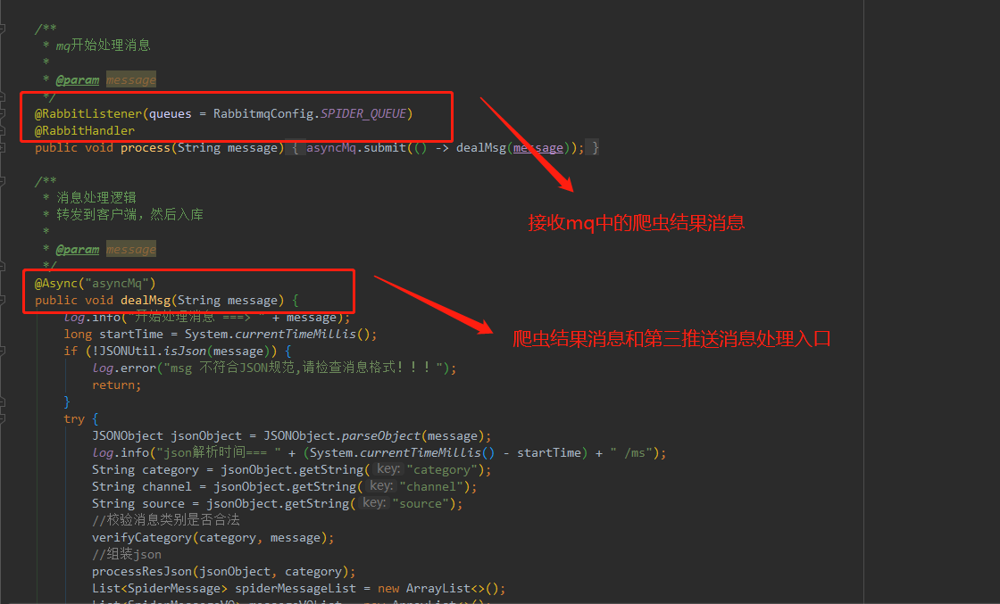 /**
* mq开始处理消息
*
* @param message
*/
@RabbitListener(queues = RabbitmqConfig.SPIDER_QUEUE)
@RabbitHandler
public void process(String message) { asyncMq.submit(() -> dealMsg(message)); }
/**
* 消息处理逻辑
* 转发到客户端，然后入库
接收mq中的爬虫结果消息
*
* @param message
*/
@Async("asyncMq")
public void dealMsg(String message) {
log.info("开始处理消息 ===> " + message);
long startTime = System.currentTimeMillis();
爬虫结果消息和第三推送消息处理入口
if (!JSONUtil.isJson(message)) {
log.error("msg 不符合JSON规范,请检查消息格式！！！");
return;
}
try {
JSONObject jsonObject = JSONObject.parseObject(message);
log.info("json解析时间=== " + (System.currentTimeMillis() - startTime) + " /ms");
String category = jsonObject.getString( key: "category");
String channel = jsonObject.getString( key: "channel");
String source = jsonObject.getString( key: "source");
//校验消息类别是否合法
verifyCategory(category, message);
//组装json
processResJson(jsonObject, category);
List<SpiderMessage> spiderMessageList = new ArrayList<>();